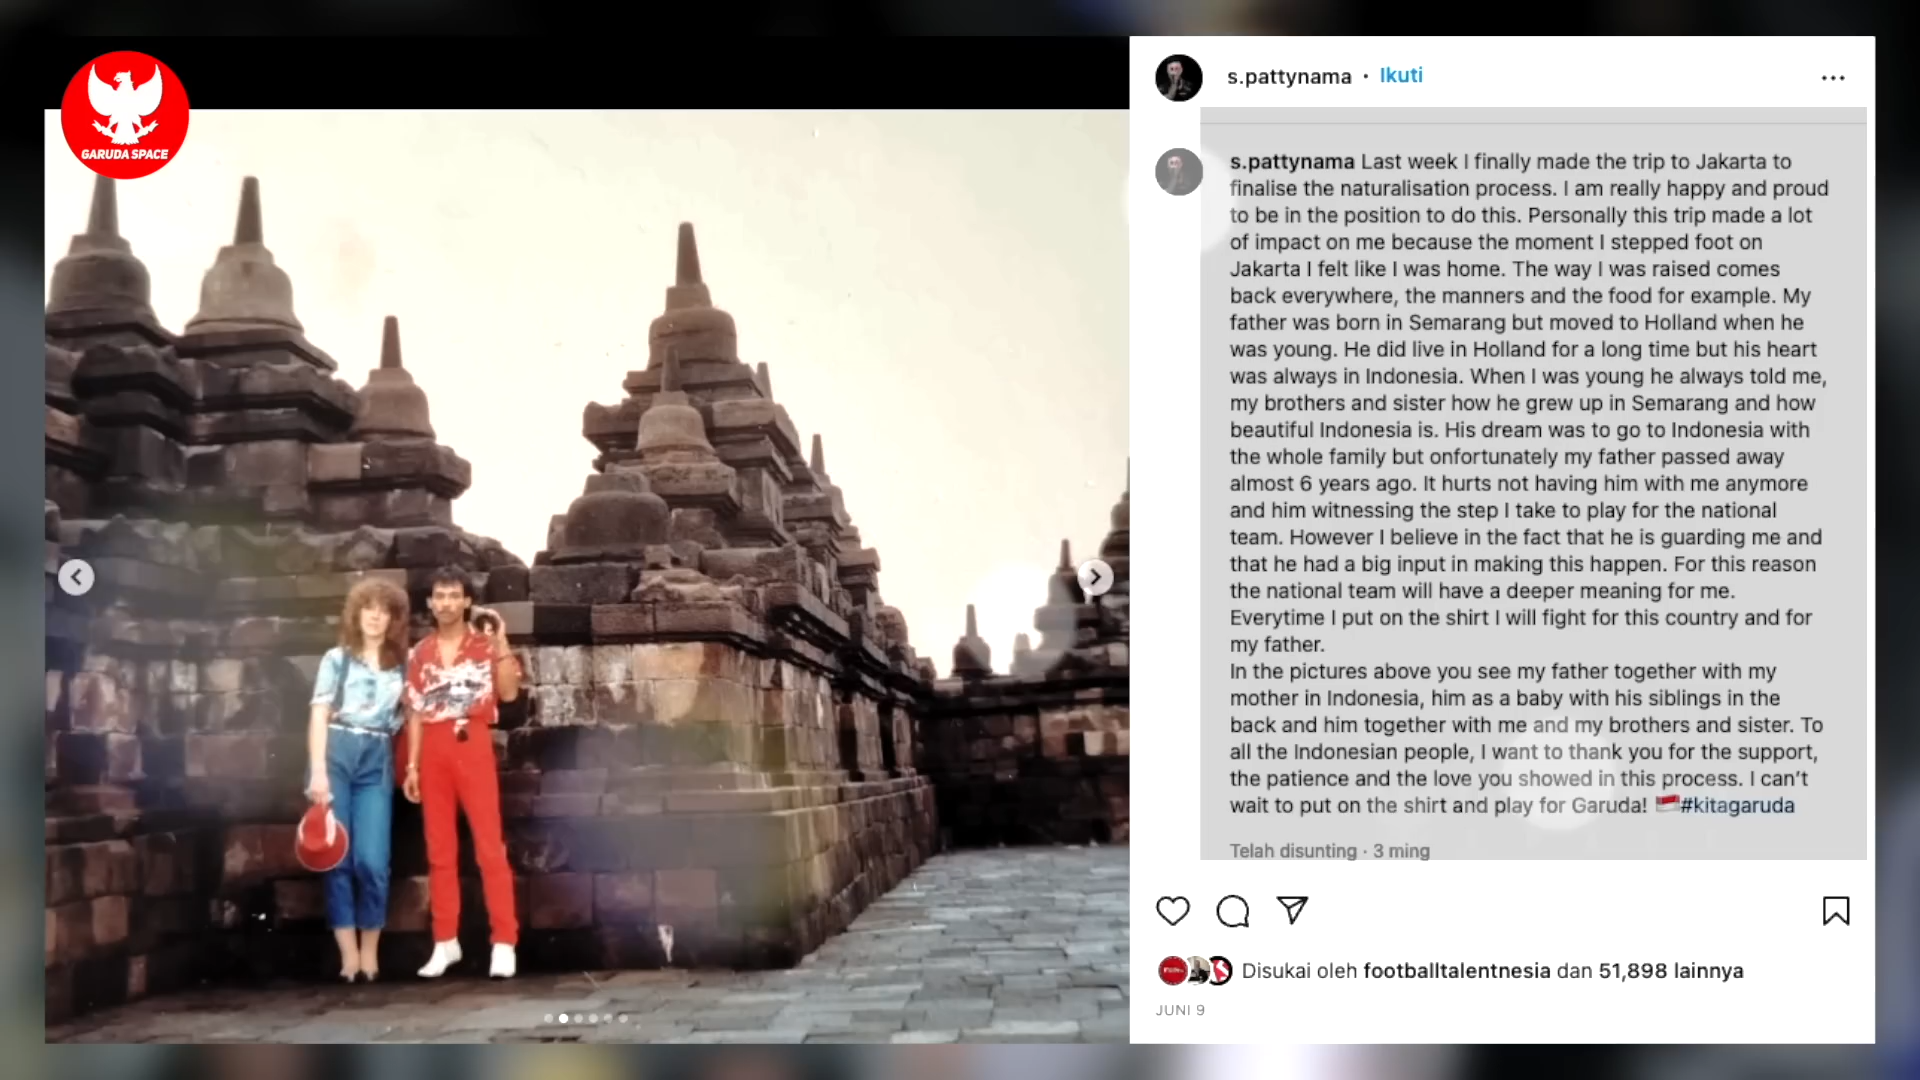 GARUDA SPACE
s.pattynama • Ikuti
s.pattynama Last week I finally made the trip to Jakarta to
finalise the naturalisation process. I am really happy and proud
to be in the position to do this. Personally this trip made a lot
of impact on me because the moment I stepped foot on
Jakarta I felt like I was home. The way I was raised comes
back everywhere, the manners and the food for example. My
father was born in Semarang but moved to Holland when he
was young. He did live in Holland for a long time but his heart
was always in Indonesia. When I was young he always told me,
my brothers and sister how he grew up in Semarang and how
beautiful Indonesia is. His dream was to go to Indonesia with
the whole family but onfortunately my father passed away
almost 6 years ago. It hurts not having him with me anymore
and him witnessing the step I take to play for the national
team. However I believe in the fact that he is guarding me and
that he had a big input in making this happen. For this reason
the national team will have a deeper meaning for me.
Everytime I put on the shirt I will fight for this country and for
my father.
In the pictures above you see my father together with my
mother in Indonesia, him as a baby with his siblings in the
back and him together with me and my brothers and sister. To
all the Indonesian people, I want to thank you for the support,
the patience and the love you showed in this process. I can't
wait to put on the shirt and play for Garuda! 🇮🇩#kitagaruda
Telah disunting · 3 ming
Disukai oleh footballtalentnesia dan 51,898 lainnya
JUNI 9